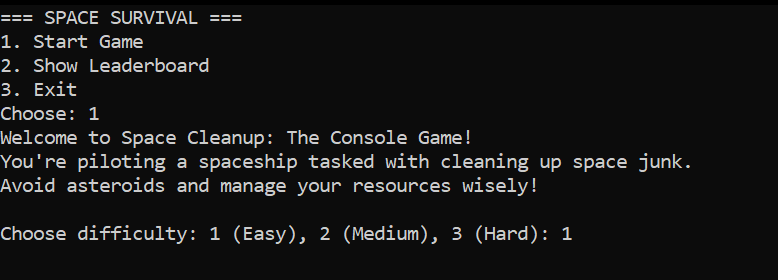 === SPACE SURVIVAL ===
1. Start Game
2. Show Leaderboard
3. Exit
Choose: 1
Welcome to Space Cleanup: The Console Game!
You're piloting a spaceship tasked with cleaning up space junk.
Avoid asteroids and manage your resources wisely!
Choose difficulty: 1 (Easy), 2 (Medium), 3 (Hard): 1